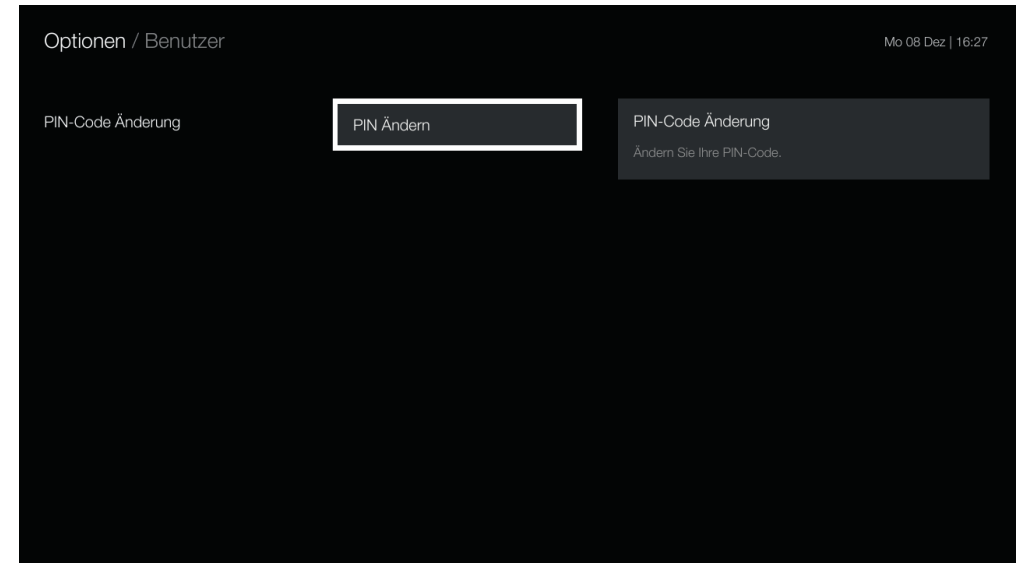 Optionen / Benutzer
Mo 08 Dez | 16:27
PIN-Code Änderung
PIN Ändern
PIN-Code Änderung
Ändern Sie Ihre PIN-Code.